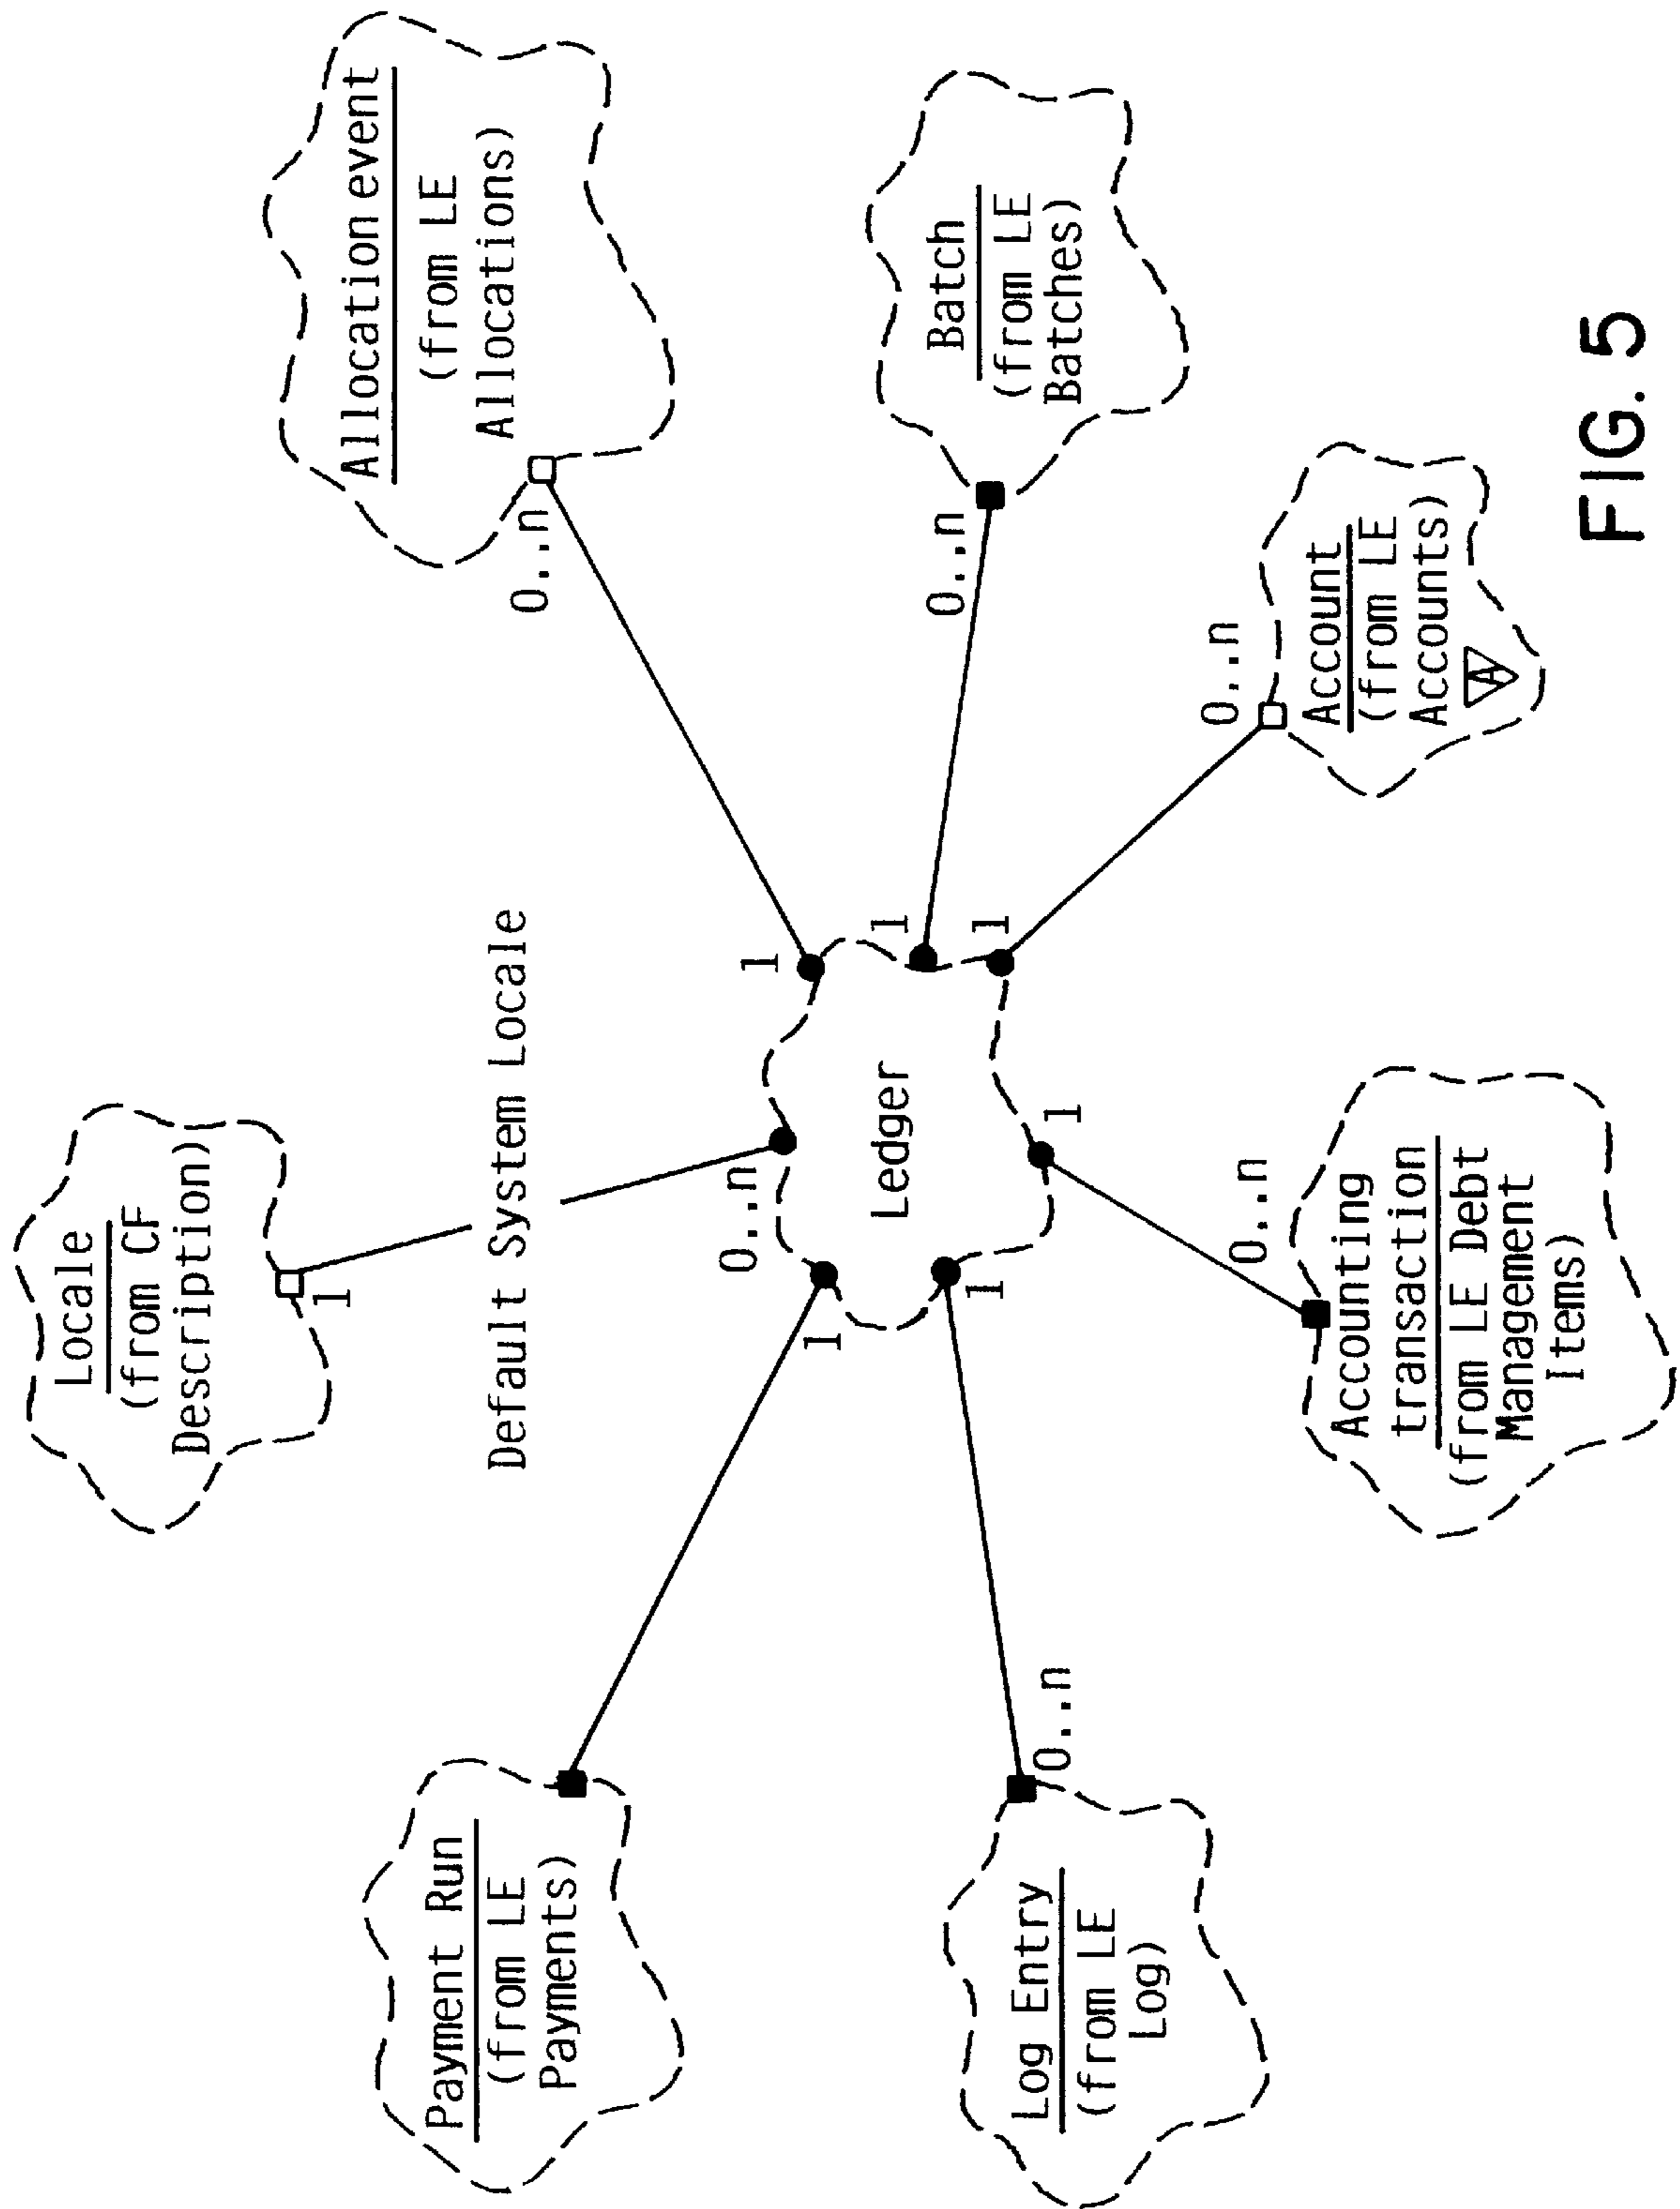 Locale
(from CF
Description)
1
Default System Locale
0..n
Payment Run
(from LE
Payments)
1
Allocation event
(from LE
Allocations)
0..n
1
Ledger
Log Entry
(from LE
Log)
0..n
1
Batch
(from LE
Batches)
0..n
1
Accounting
transaction
(from LE Debt
Management
Items)
0..n
1
Account
(from LE
Accounts)
A
0..n
1
FIG. 5